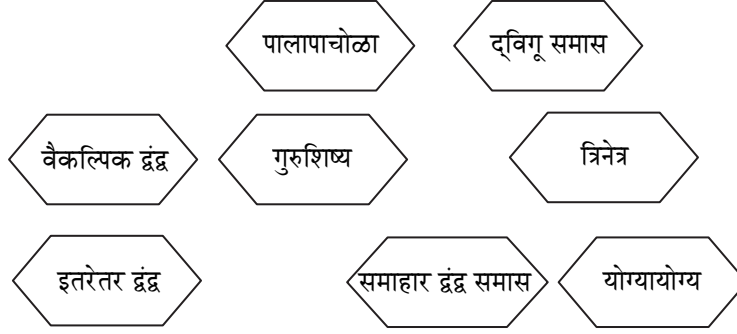 पालापाचोळा
द्‌विगू समास
वैकल्पिक द्वंद्व
गुरुशिष्य
त्रिनेत्र
इतरेतर द्वंद्व
समाहार द्वंद्व समास
योग्यायोग्य